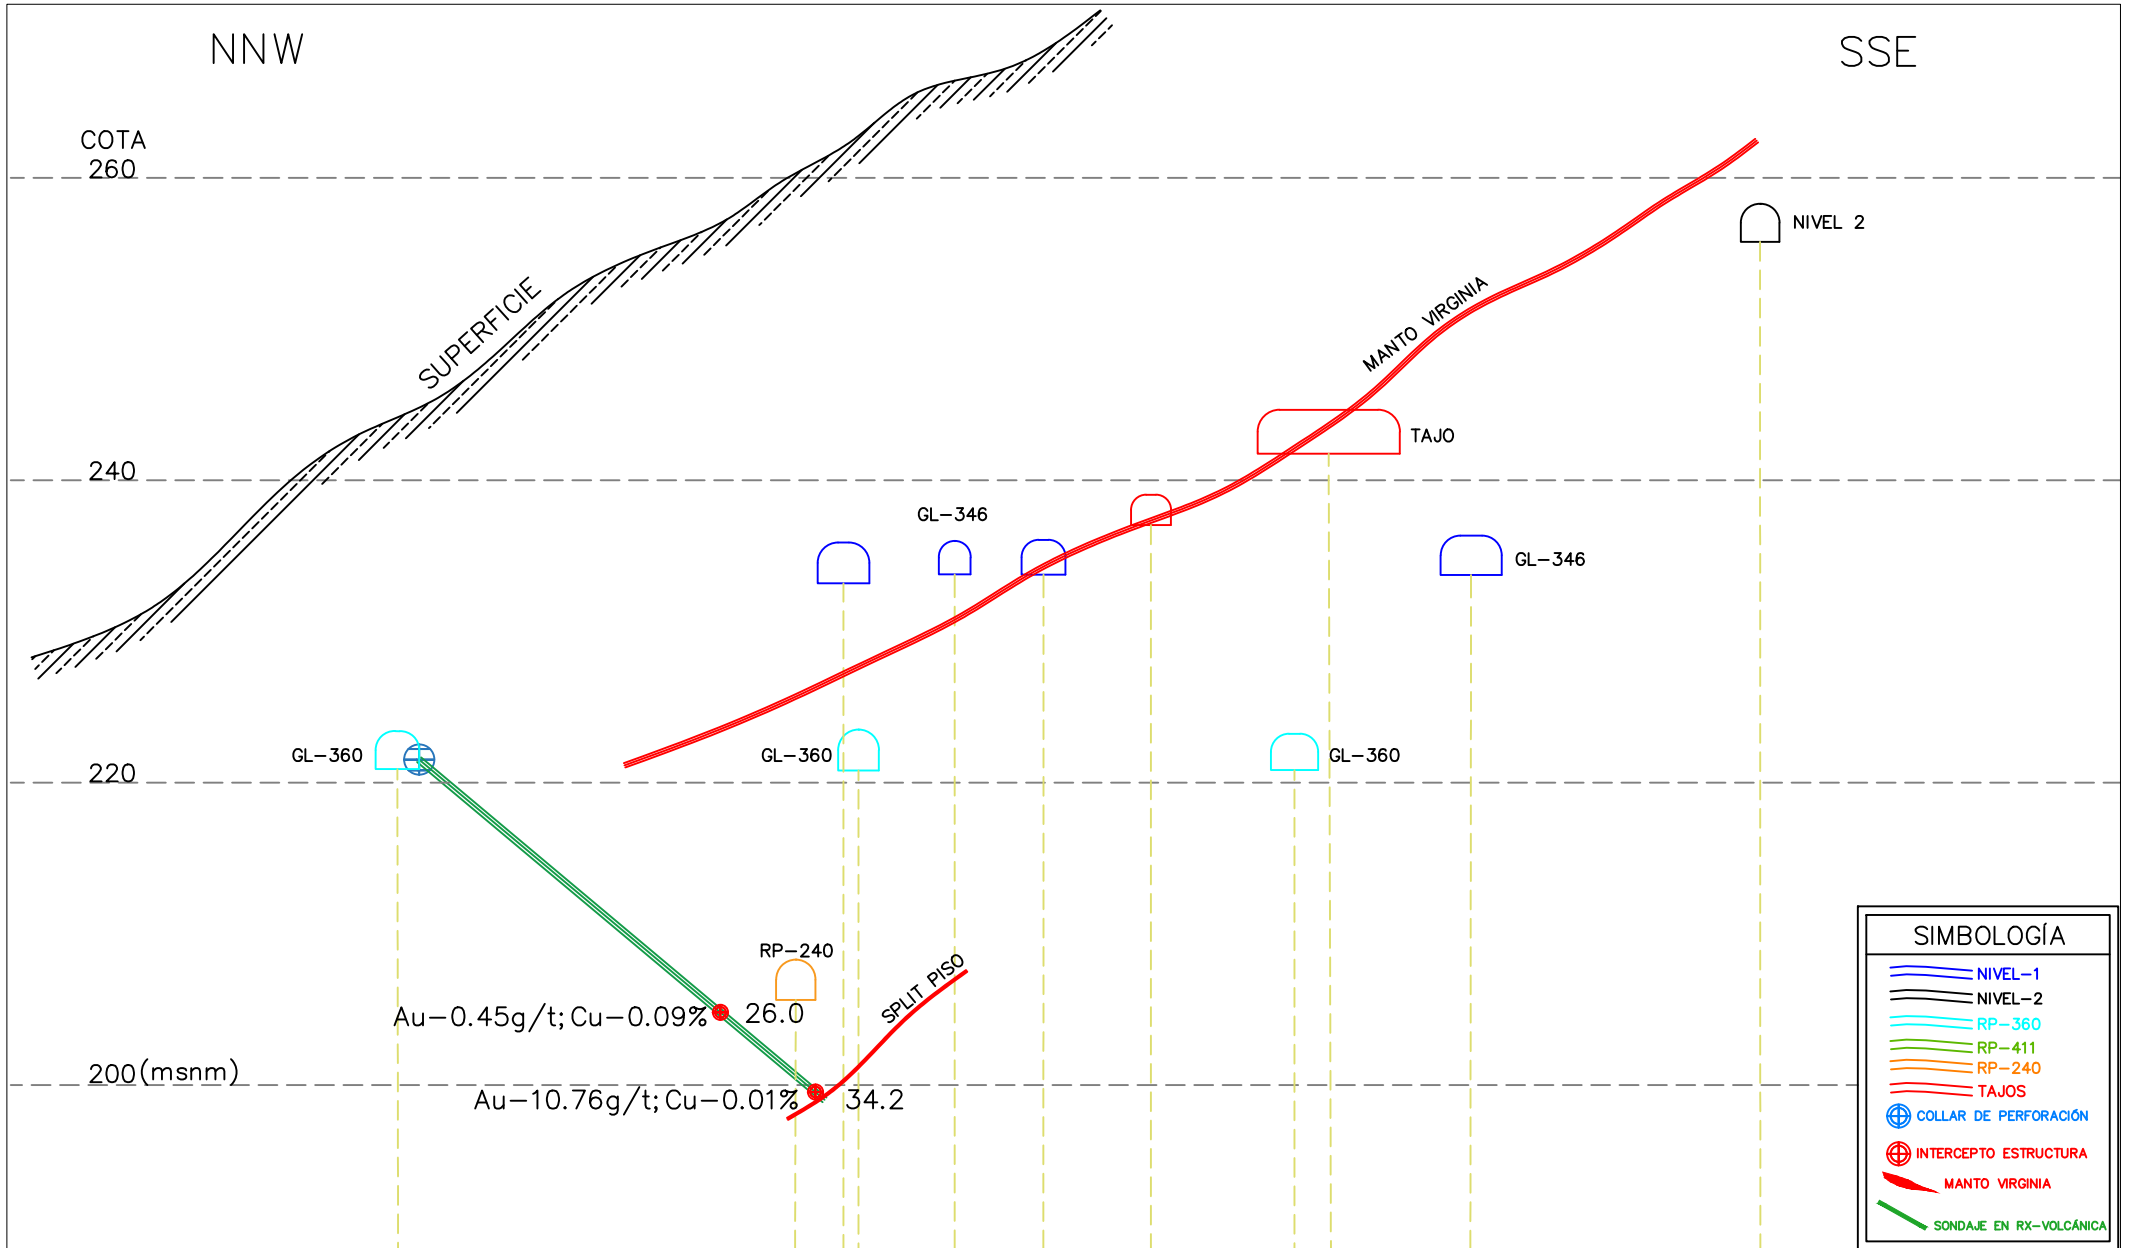 NNW
SSE
COTA
260
NIVEL 2
SUPERFICIE
MANTO VIRGINIA
TAJO
240
GL-346
GL-346
GL-360
GL-360
GL-360
220
RP-240
SPLIT PISO
Au-0.45g/t; Cu-0.09%
26.0
200(msnm)
Au-10.76g/t; Cu-0.01%
34.2
SIMBOLOGÍA
NIVEL-1
NIVEL-2
RP-360
RP-411
RP-240
TAJOS
COLLAR DE PERFORACIÓN
INTERCEPTO ESTRUCTURA
MANTO VIRGINIA
SONDAJE EN RX-VOLCÁNICA